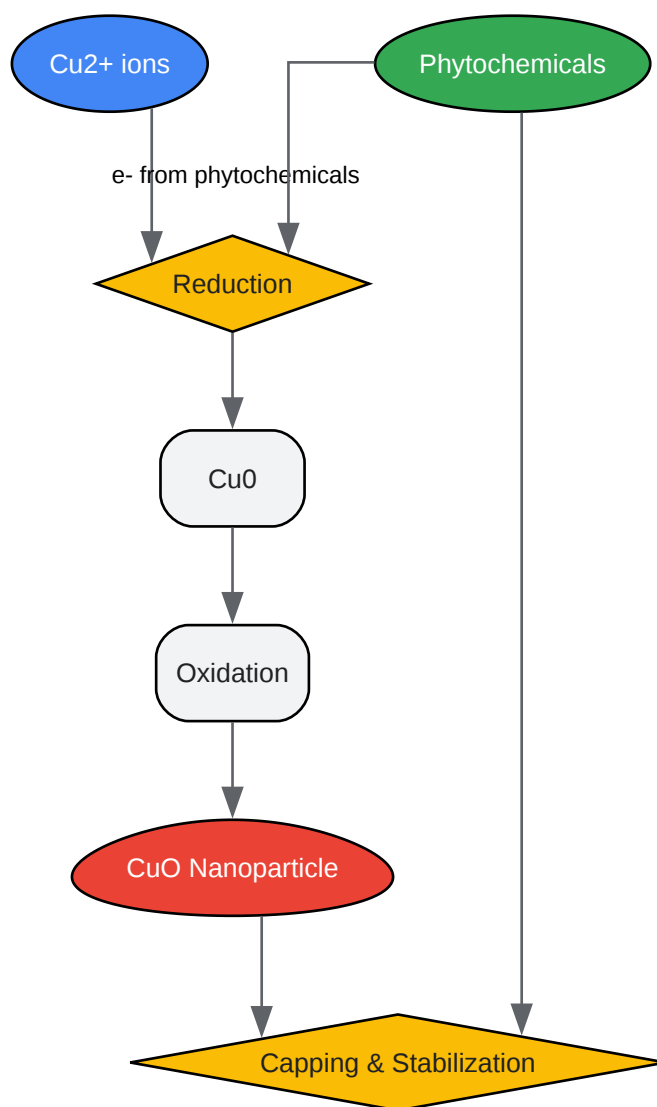 Cu2+ ions
Phytochemicals
e- from phytochemicals
Reduction
Cu0
Oxidation
CuO Nanoparticle
Capping & Stabilization